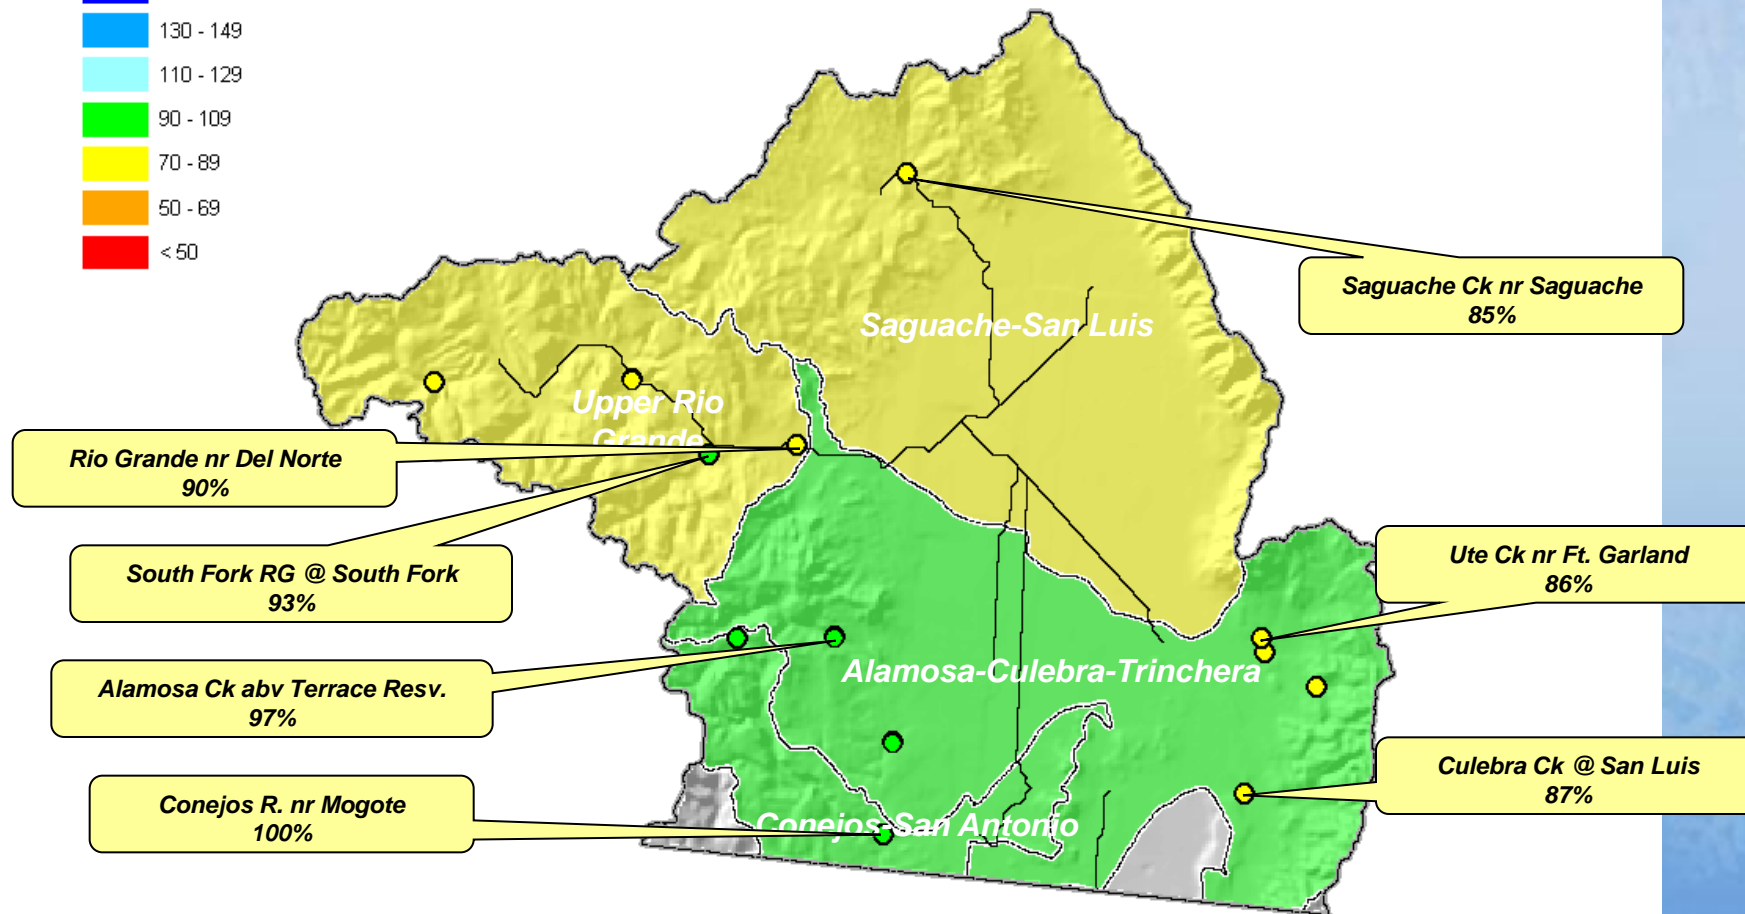 130 - 149
110 - 129
90 - 109
70 - 89
50 - 69
< 50
Saguache Ck nr Saguache
85%
Saguache-San Luis
Upper Rio
Grande
Rio Grande nr Del Norte
90%
South Fork RG @ South Fork
93%
Ute Ck nr Ft. Garland
86%
Alamosa Ck abv Terrace Resv.
97%
Alamosa-Culebra-Trinchera
Culebra Ck @ San Luis
87%
Conejos R. nr Mogote
100%
Conejos-San Antonio